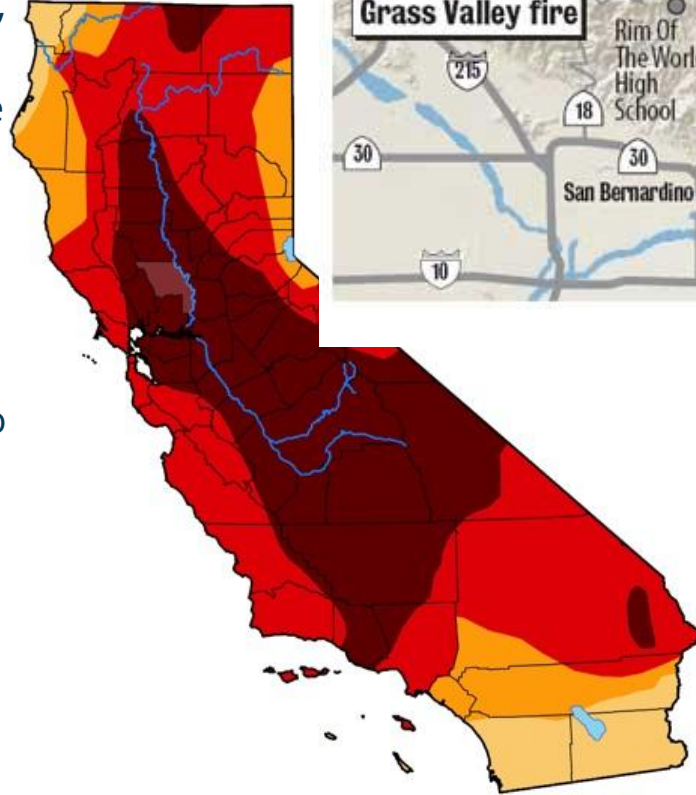 Grass Valley fire
Rim Of
The Worl
High
School
215
18
30
30
San Bernardino
10